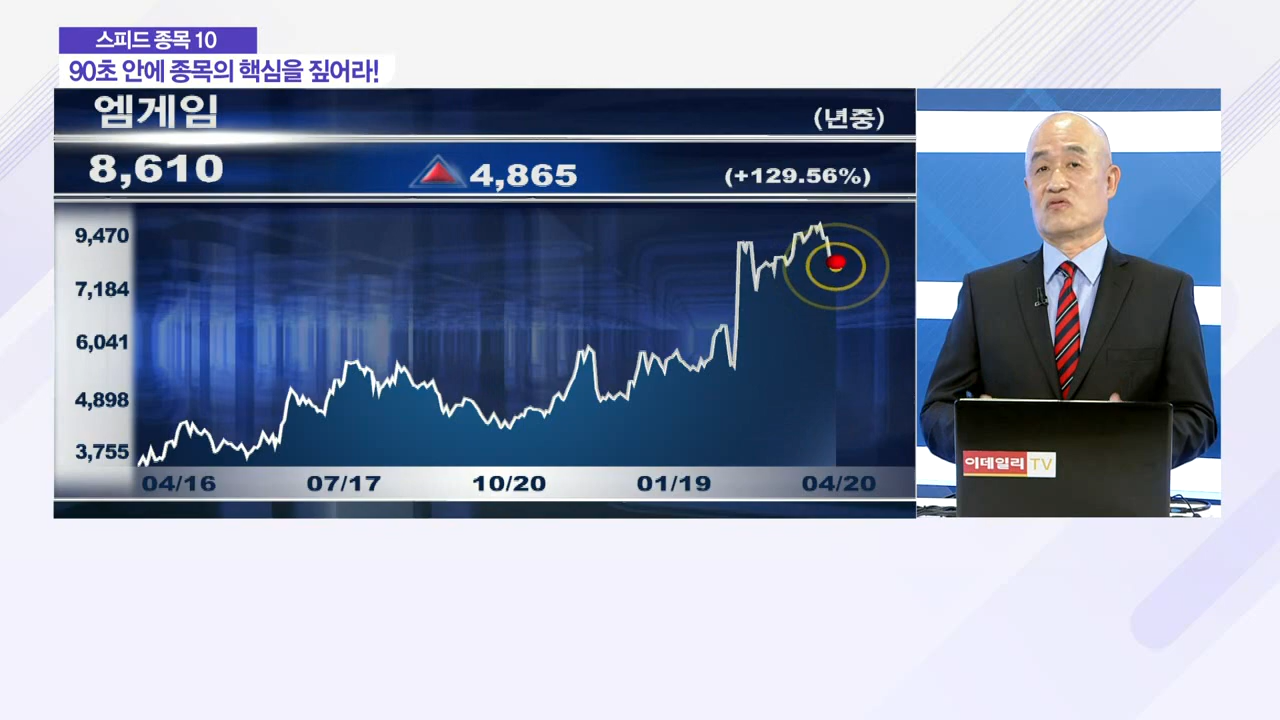 스피드 종목 10
90초 안에 종목의 핵심을 짚어라!
엠게임 (년중)
8,610 4,865 (+129.56%)
9,470
7,184
6,041
4,898
3,755
04/16 07/17 10/20 01/19 04/20
이데일리 TV